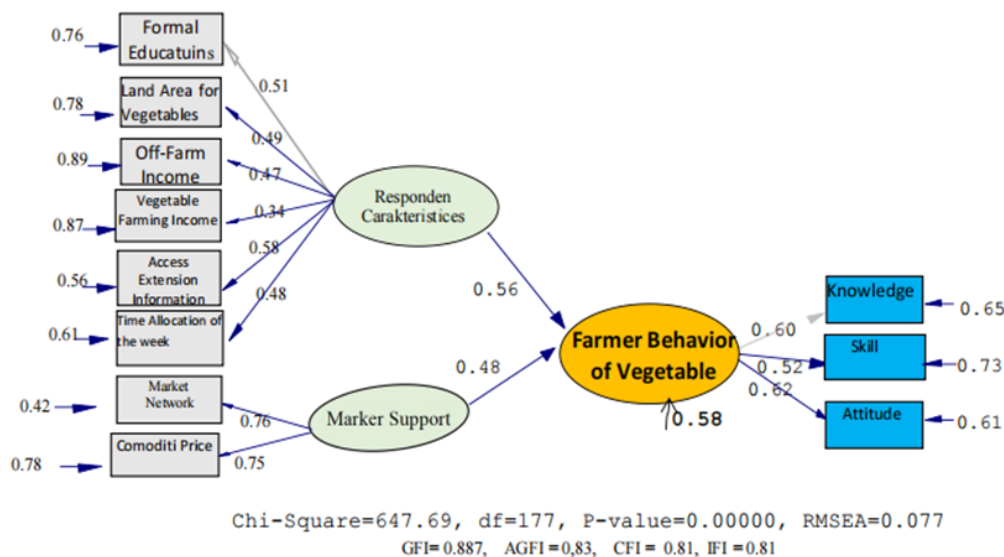 0.76
Formal
Educatuins
0.51
0.78
Land Area for
Vegetables
0.49
0.89
Off-Farm
Income
0.47
0.87
Vegetable
Farming Income
0.34
0.56
Access
Extension
Information
0.58
0.61
Time Allocation of
the week
0.48
0.42
Market
Network
0.76
0.78
Comoditi Price
0.75
Responden
Carakteristices
0.56
Marker Support
0.48
Farmer Behavior
of Vegetable
0.58
Knowledge
0.60
0.65
Skill
0.52
0.73
Attitude
0.62
0.61
Chi-Square=647.69, df=177, P-value=0.00000, RMSEA=0.077
GFI= 0.887, AGFI =0,83, CFI = 0.81, IFI = 0.81